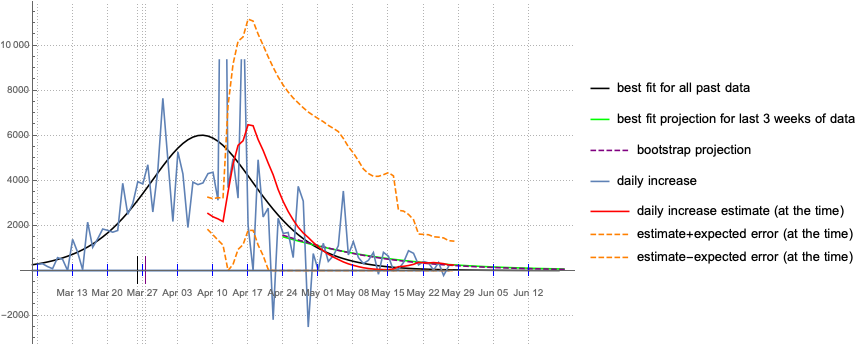 10 000
8000
6000
4000
2000
−2000
Mar 13 Mar 20 Mar 27 Apr 03 Apr 10 Apr 17 Apr 24 May 01 May 08 May 15 May 22 May 29 Jun 05 Jun 12
best fit for all past data
best fit projection for last 3 weeks of data
bootstrap projection
daily increase
daily increase estimate (at the time)
estimate+expected error (at the time)
estimate−expected error (at the time)